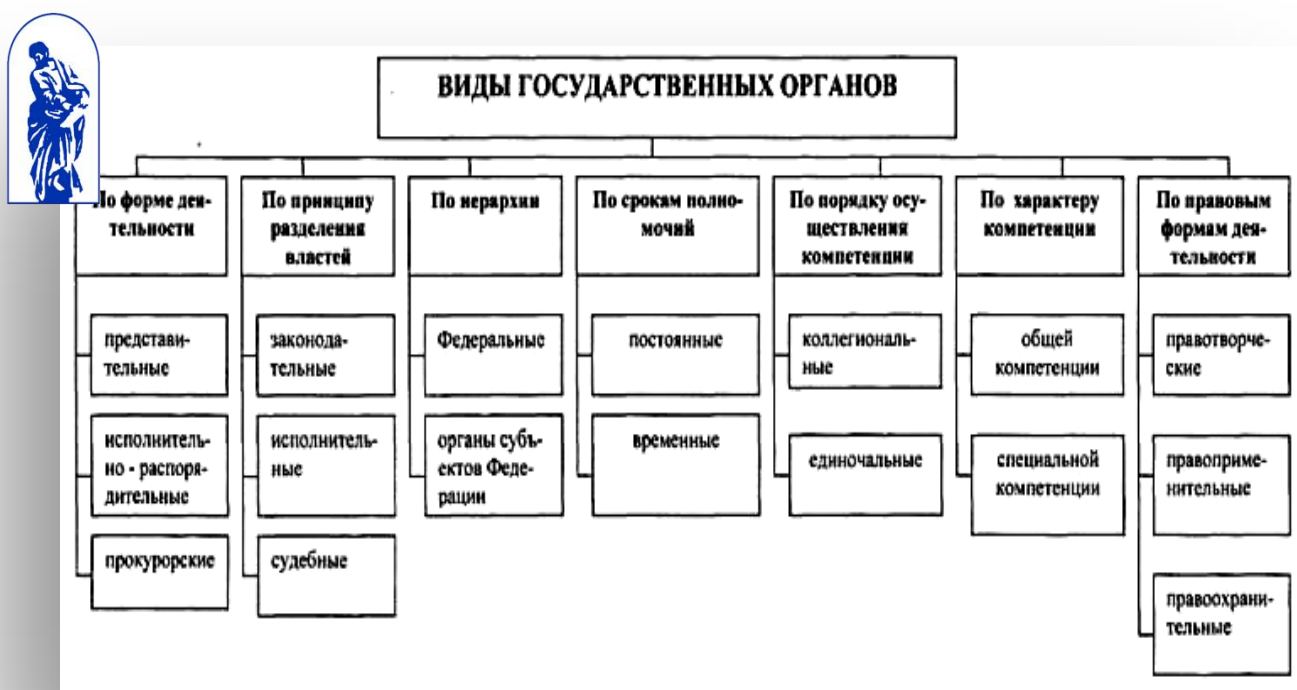 ВИДЫ ГОСУДАРСТВЕННЫХ ОРГАНОВ
По форме дея-
тельности
представи-
тельные
исполнитель-
но - распоря-
дительные
прокурорские
По принципу
разделения
властей
законода-
тельные
исполнитель-
ные
судебные
По иерархии
Федеральные
органы субъ-
ектов Феде-
рации
По срокам полно-
мочий
постоянные
временные
По порядку осу-
ществления
компетенции
коллегиональ-
ные
единочальные
По характеру
компетенции
общей
компетенции
специальной
компетенции
По правовым
формам дея-
тельности
правотворче-
ские
правоприме-
нительные
правоохрани-
тельные